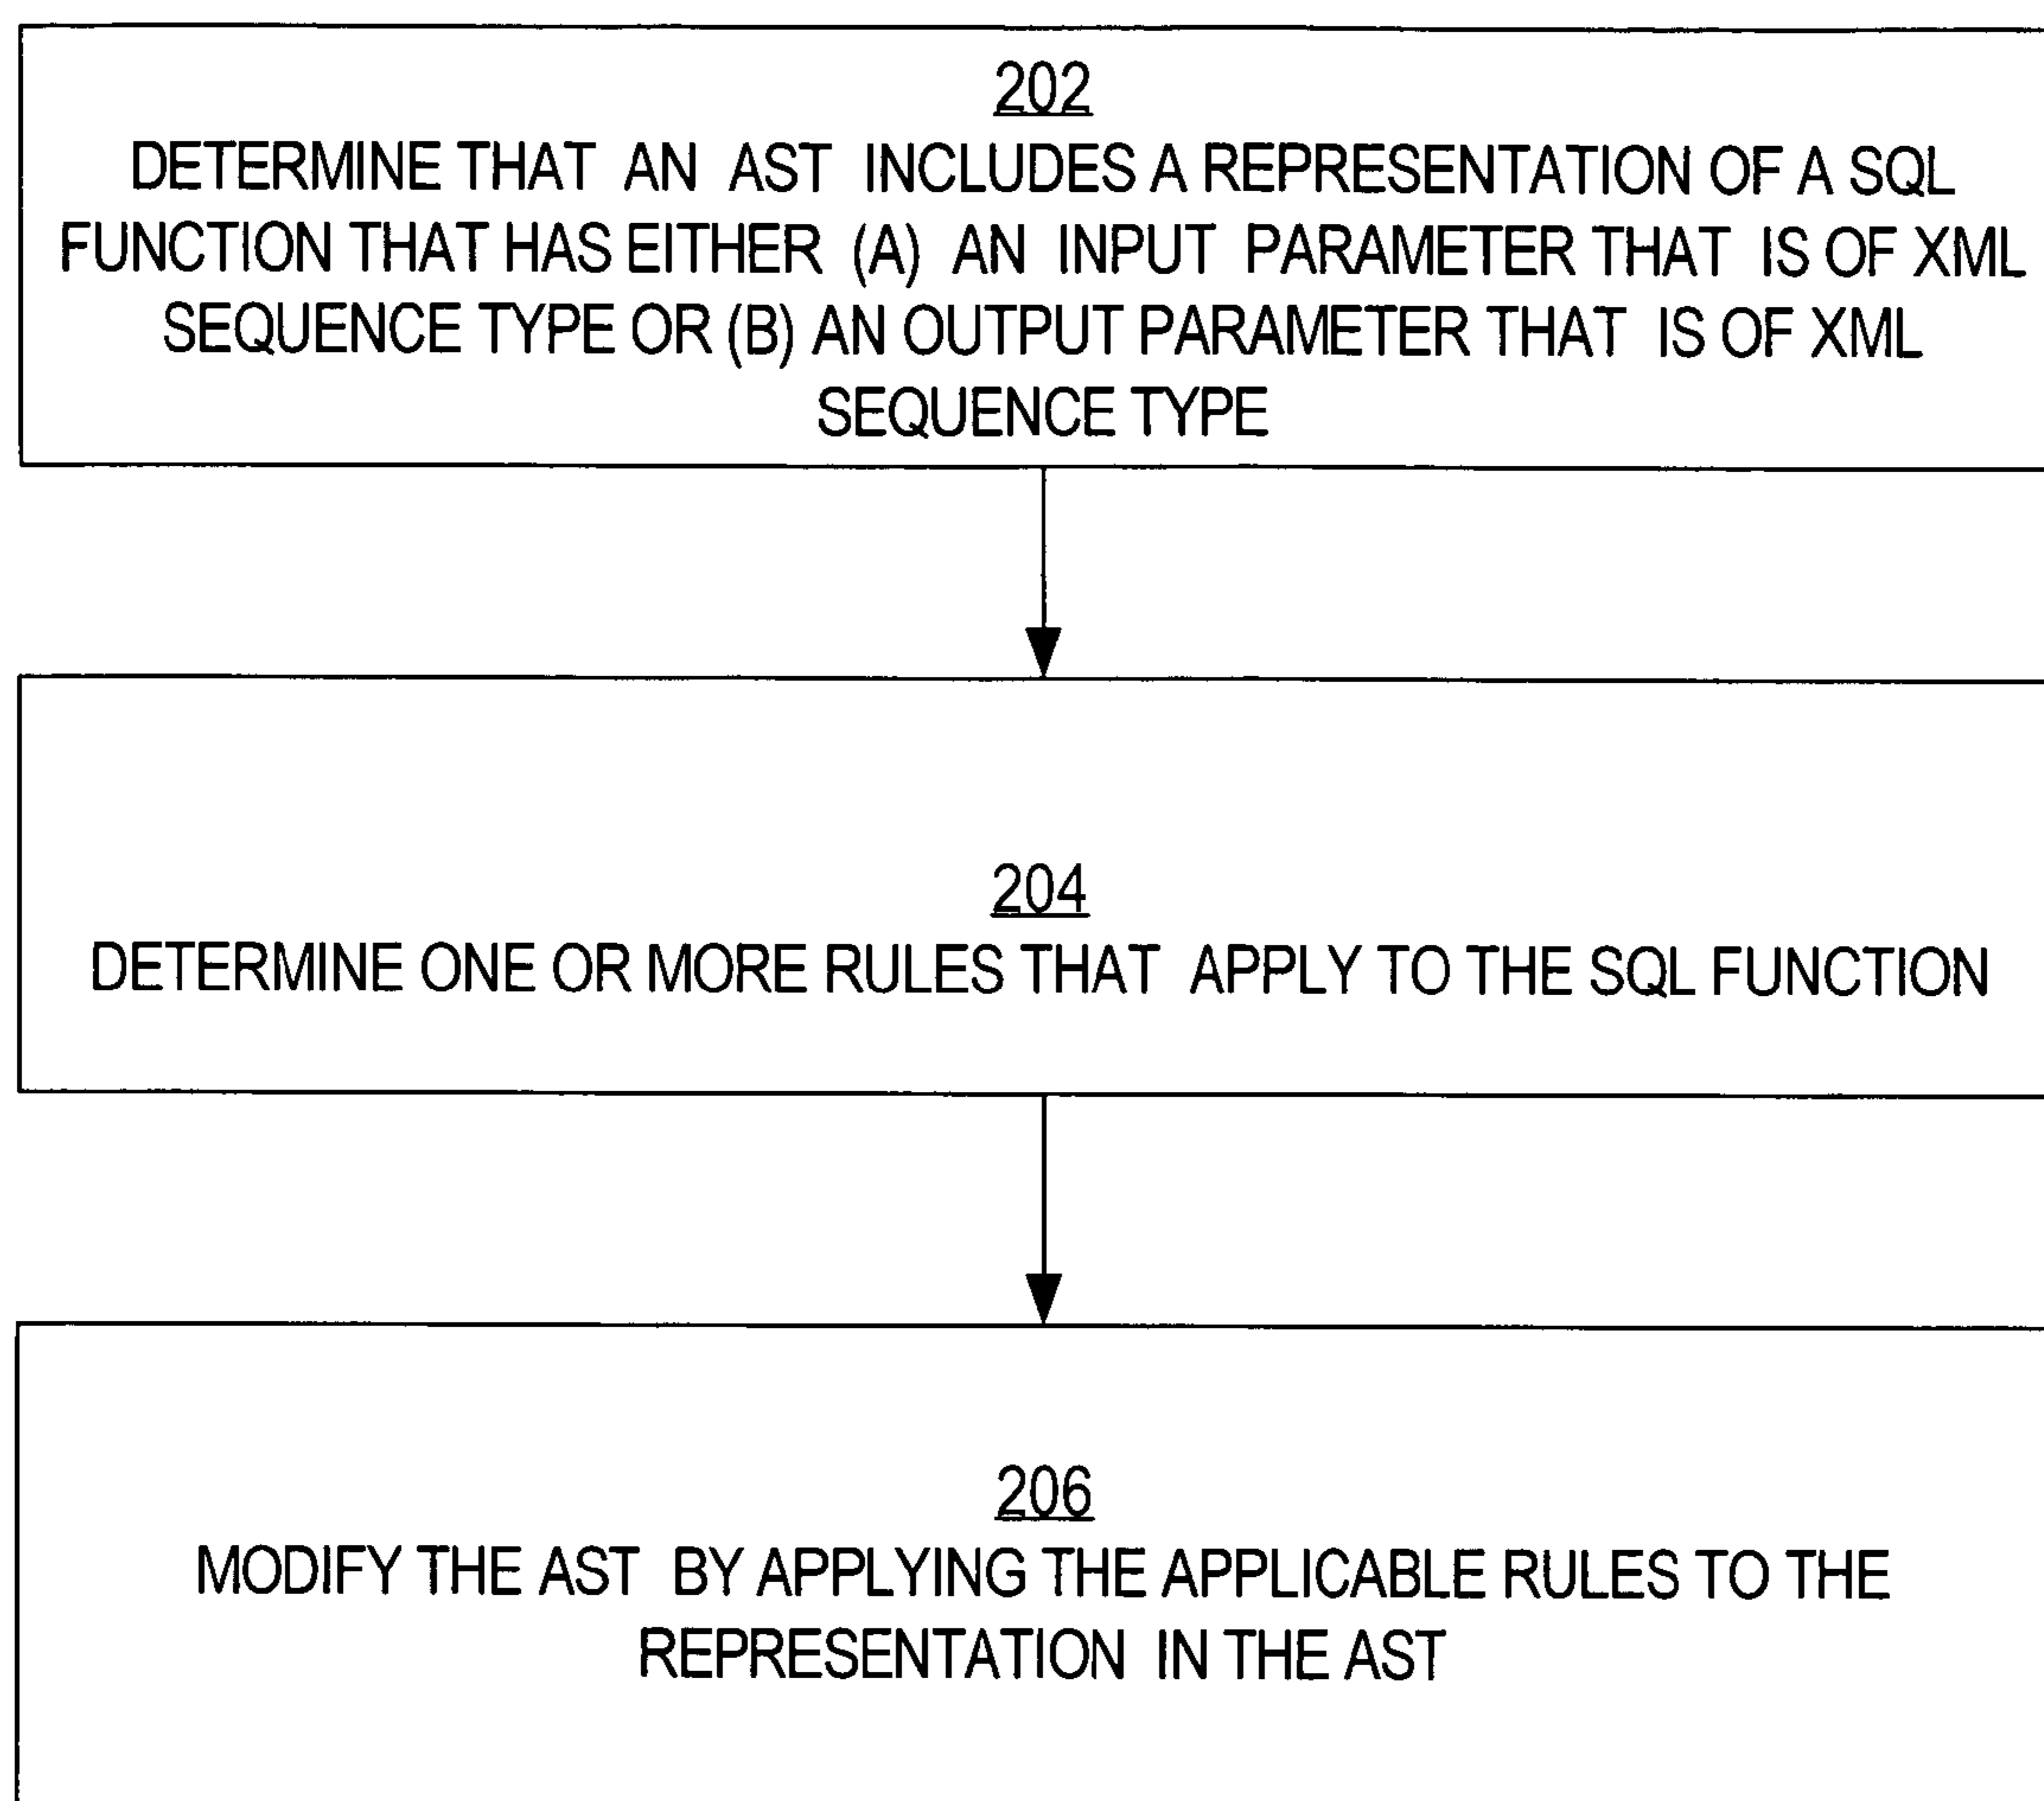 202
DETERMINE THAT AN AST INCLUDES A REPRESENTATION OF A SQL
FUNCTION THAT HAS EITHER (A) AN INPUT PARAMETER THAT IS OF XML
SEQUENCE TYPE OR (B) AN OUTPUT PARAMETER THAT IS OF XML
SEQUENCE TYPE
204
DETERMINE ONE OR MORE RULES THAT APPLY TO THE SQL FUNCTION
206
MODIFY THE AST BY APPLYING THE APPLICABLE RULES TO THE
REPRESENTATION IN THE AST